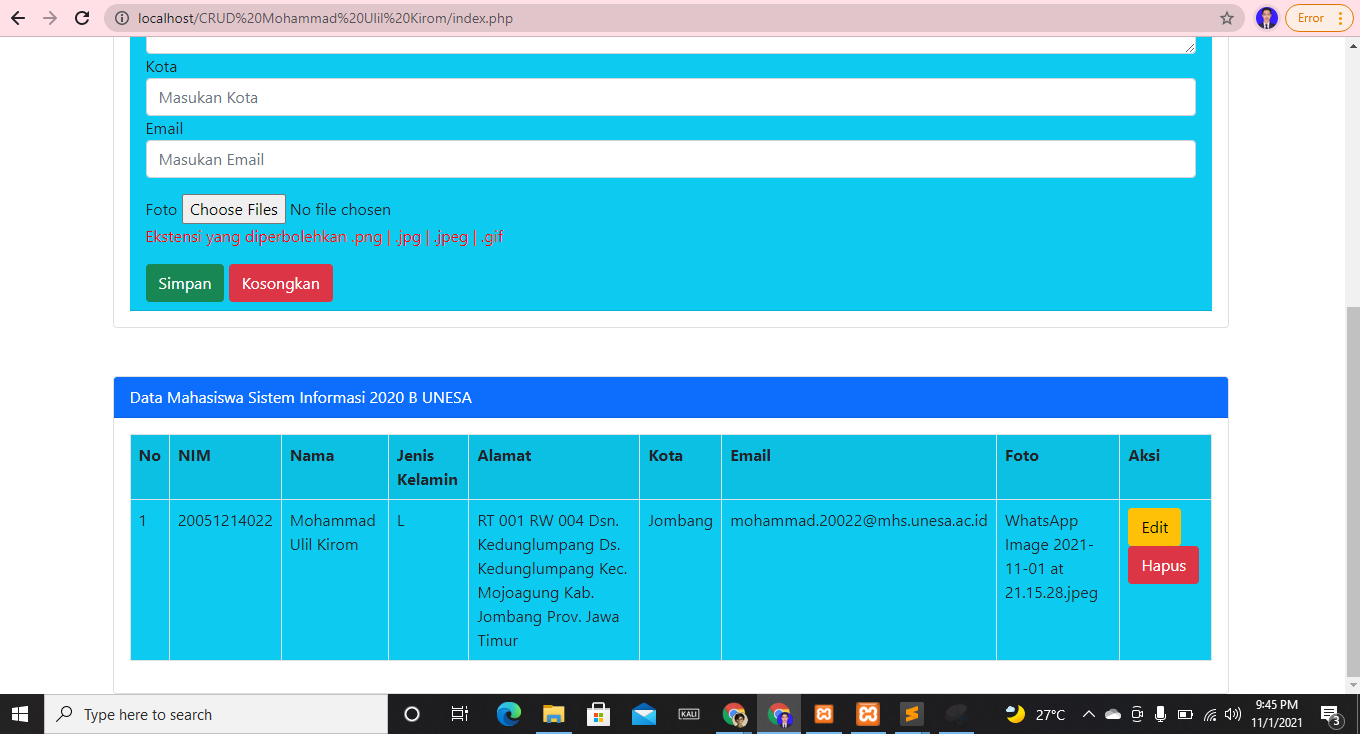 localhost/CRUD%20Mohammad%20Ulil%20Kirom/index.php
Error
Kota
Masukan Kota
Email
Masukan Email
Foto Choose Files No file chosen
Ekstensi yang diperbolehkan .png | .jpg | .jpeg | .gif
Simpan Kosongkan
Data Mahasiswa Sistem Informasi 2020 B UNESA
No NIM Nama Jenis Kelamin Alamat Kota Email Foto Aksi
1 20051214022 Mohammad Ulil Kirom L RT 001 RW 004 Dsn. Kedunglumpang Ds. Kedunglumpang Kec. Mojoagung Kab. Jombang Prov. Jawa Timur Jombang mohammad.20022@mhs.unesa.ac.id WhatsApp Image 2021-11-01 at 21.15.28.jpeg Edit Hapus
Type here to search
KALI
27°C
9:45 PM
11/1/2021
3